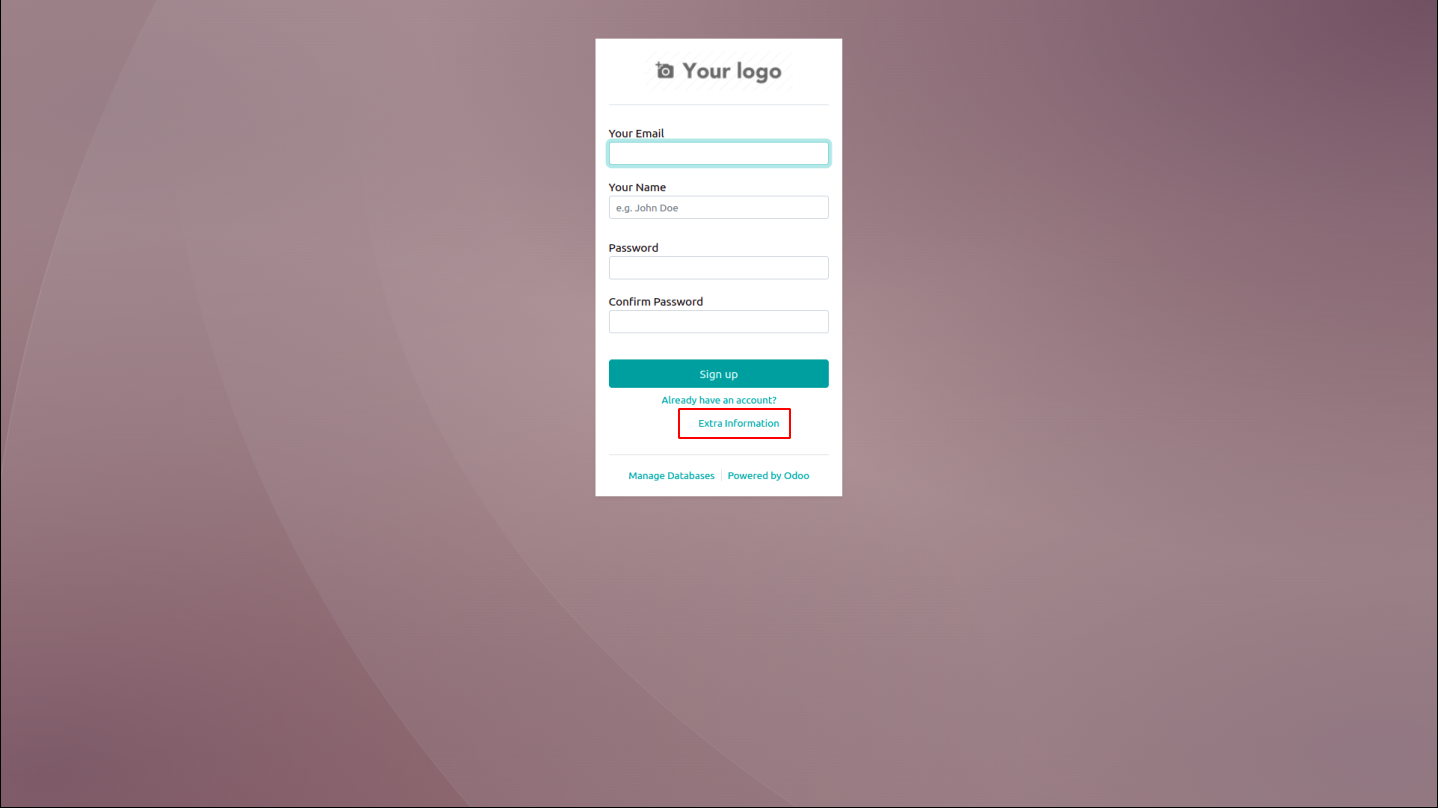 Your logo
Your Email
Your Name
e.g. John Doe
Password
Confirm Password
Sign up
Already have an account?
Extra Information
Manage Databases Powered by Odoo